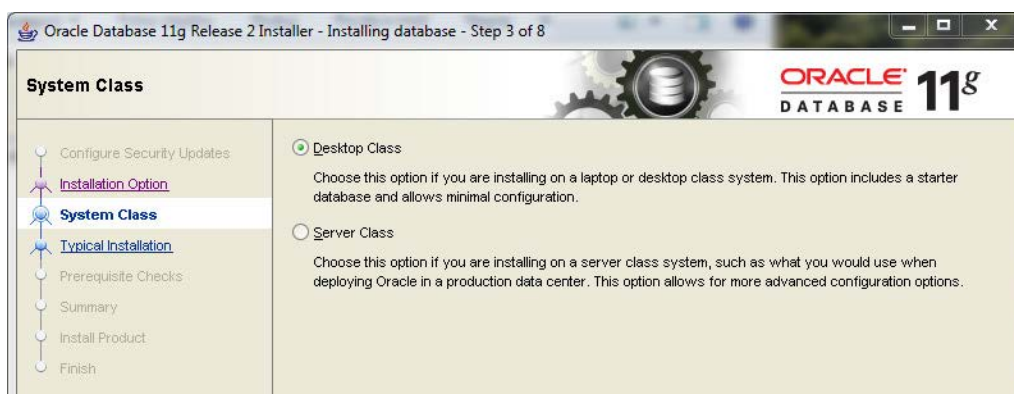 Oracle Database 11g Release 2 Installer - Installing database - Step 3 of 8
System Class
ORACLE
DATABASE 11g
Configure Security Updates
Installation Option
System Class
Typical Installation
Prerequisite Checks
Summary
Install Product
Finish
Desktop Class
Choose this option if you are installing on a laptop or desktop class system. This option includes a starter
database and allows minimal configuration.
Server Class
Choose this option if you are installing on a server class system, such as what you would use when
deploying Oracle in a production data center. This option allows for more advanced configuration options.